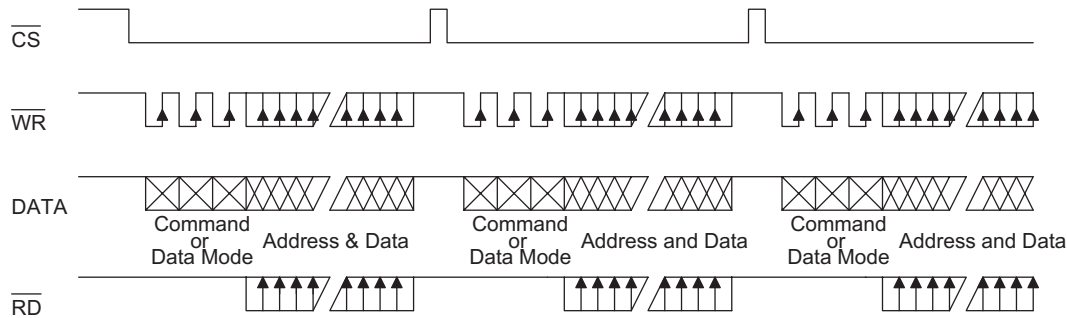 CS
WR
DATA
Command
or
Data Mode
Address & Data
Command
or
Data Mode
Address and Data
Command
or
Data Mode
Address and Data
RD